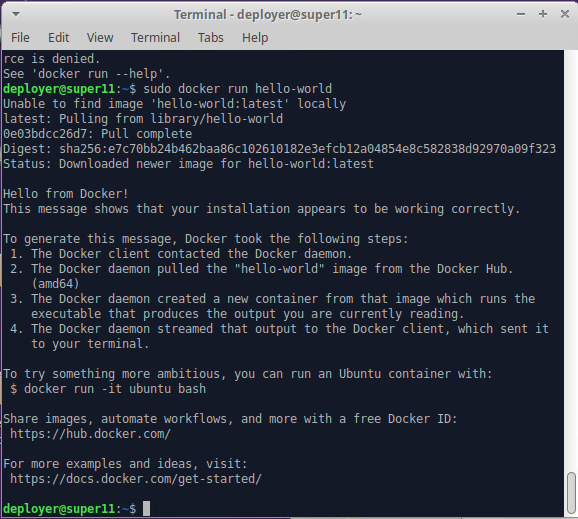 Terminal - deployer@super11: ~
File Edit View Terminal Tabs Help
rce is denied.
See 'docker run --help'.
deployer@super11:~$ sudo docker run hello-world
Unable to find image 'hello-world:latest' locally
latest: Pulling from library/hello-world
0e03bdcc26d7: Pull complete
Digest: sha256:e7c70bb24b462baa86c102610182e3efcb12a04854e8c582838d92970a09f323
Status: Downloaded newer image for hello-world:latest
Hello from Docker!
This message shows that your installation appears to be working correctly.
To generate this message, Docker took the following steps:
1. The Docker client contacted the Docker daemon.
2. The Docker daemon pulled the "hello-world" image from the Docker Hub.
(amd64)
3. The Docker daemon created a new container from that image which runs the
executable that produces the output you are currently reading.
4. The Docker daemon streamed that output to the Docker client, which sent it
to your terminal.
To try something more ambitious, you can run an Ubuntu container with:
$ docker run -it ubuntu bash
Share images, automate workflows, and more with a free Docker ID:
https://hub.docker.com/
For more examples and ideas, visit:
https://docs.docker.com/get-started/
deployer@super11:~$